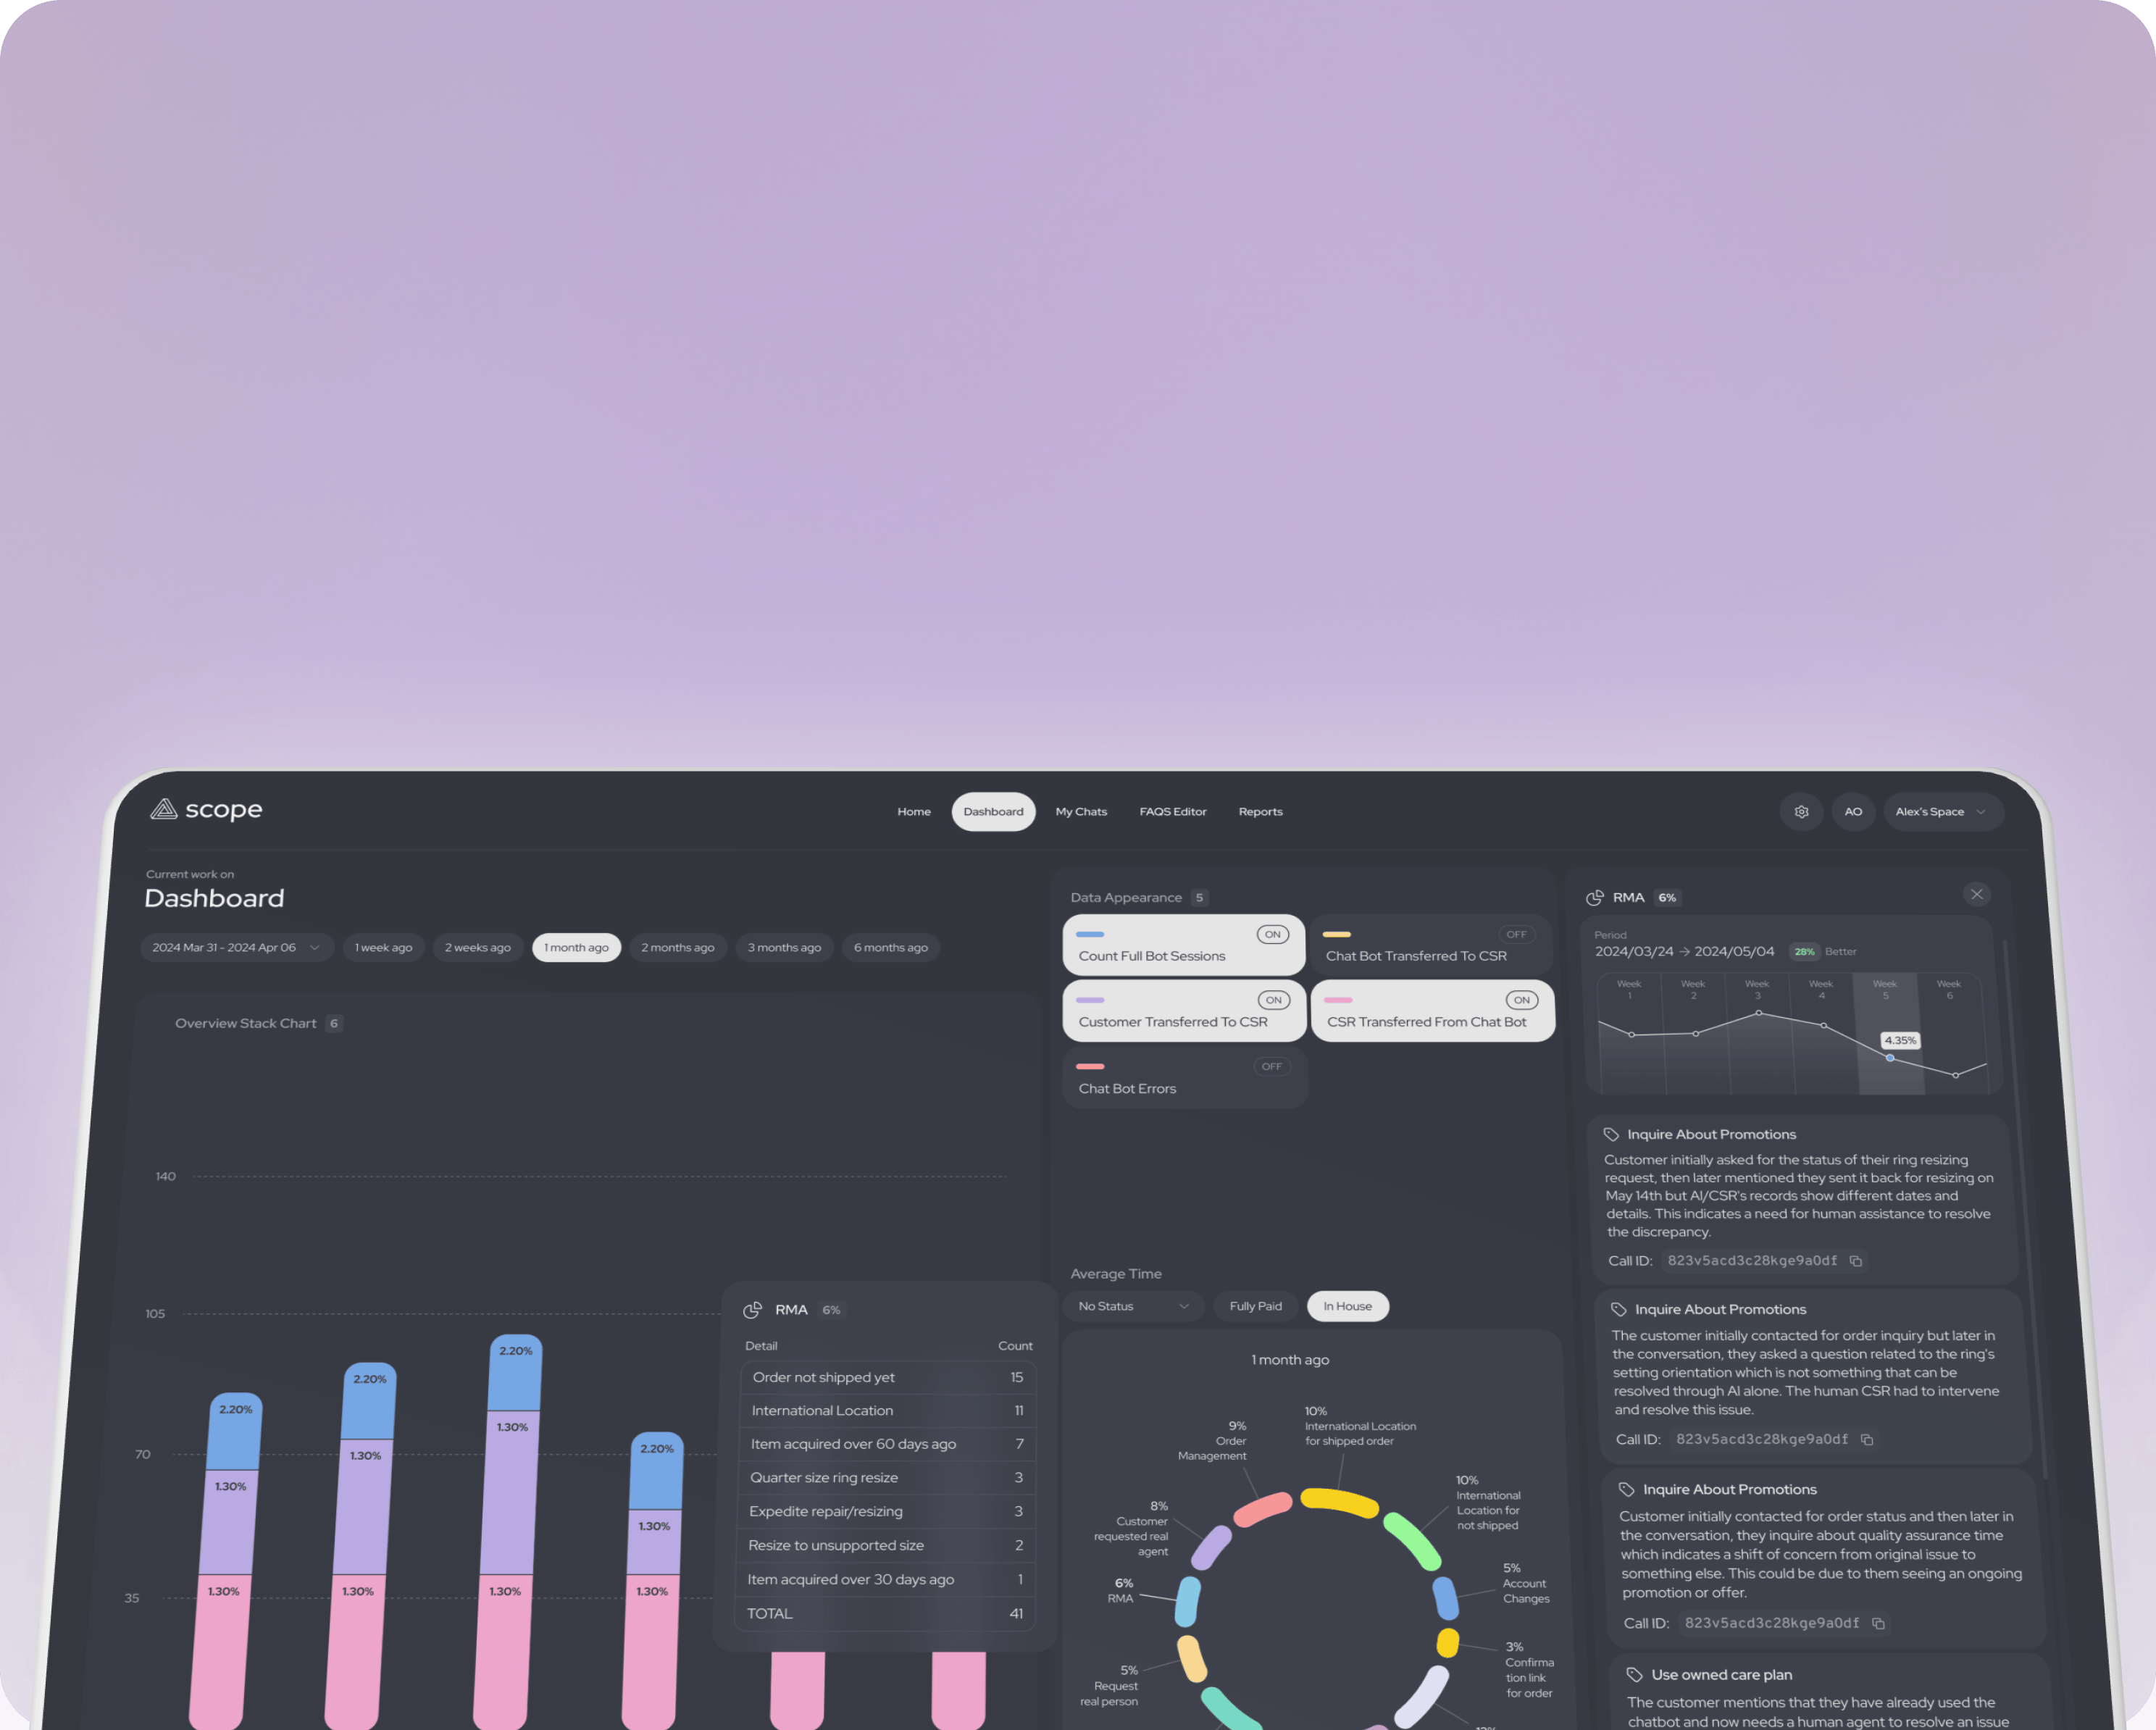 scope
Home
Dashboard
My Chats
FAQS Editor
Reports
AO
Alex's Space
Current work on
Dashboard
2024 Mar 31 - 2024 Apr 06
1 week ago
2 weeks ago
1 month ago
2 months ago
3 months ago
6 months ago
Overview Stack Chart 6
140
105
70
35
2.20%
1.30%
1.30%
2.20%
1.30%
1.30%
2.20%
1.30%
1.30%
2.20%
1.30%
1.30%
RMA 6%
Detail Count
Order not shipped yet 15
International Location 11
Item acquired over 60 days ago 7
Quarter size ring resize 3
Expedite repair/resizing 3
Resize to unsupported size 2
Item acquired over 30 days ago 1
TOTAL 41
Data Appearance 5
ON
Count Full Bot Sessions
OFF
Chat Bot Transferred To CSR
ON
Customer Transferred To CSR
ON
CSR Transferred From Chat Bot
OFF
Chat Bot Errors
Average Time
No Status
Fully Paid
In House
1 month ago
10%
International Location
for shipped order
10%
International
Location for
not shipped
5%
Account
Changes
3%
Confirma
tion link
for order
9%
Order
Management
8%
Customer
requested real
agent
6%
RMA
5%
Request
real person
RMA 6%
Period
2024/03/24 → 2024/05/04 28% Better
Week
1
Week
2
Week
3
Week
4
Week
5
Week
6
4.35%
Inquire About Promotions
Customer initially asked for the status of their ring resizing
request, then later mentioned they sent it back for resizing on
May 14th but AI/CSR's records show different dates and
details. This indicates a need for human assistance to resolve
the discrepancy.
Call ID: 823v5acd3c28kge9a0df
Inquire About Promotions
The customer initially contacted for order inquiry but later in
the conversation, they asked a question related to the ring's
setting orientation which is not something that can be
resolved through AI alone. The human CSR had to intervene
and resolve this issue.
Call ID: 823v5acd3c28kge9a0df
Inquire About Promotions
Customer initially contacted for order status and then later in
the conversation, they inquire about quality assurance time
which indicates a shift of concern from original issue to
something else. This could be due to them seeing an ongoing
promotion or offer.
Call ID: 823v5acd3c28kge9a0df
Use owned care plan
The customer mentions that they have already used the
chatbot and now needs a human agent to resolve an issue